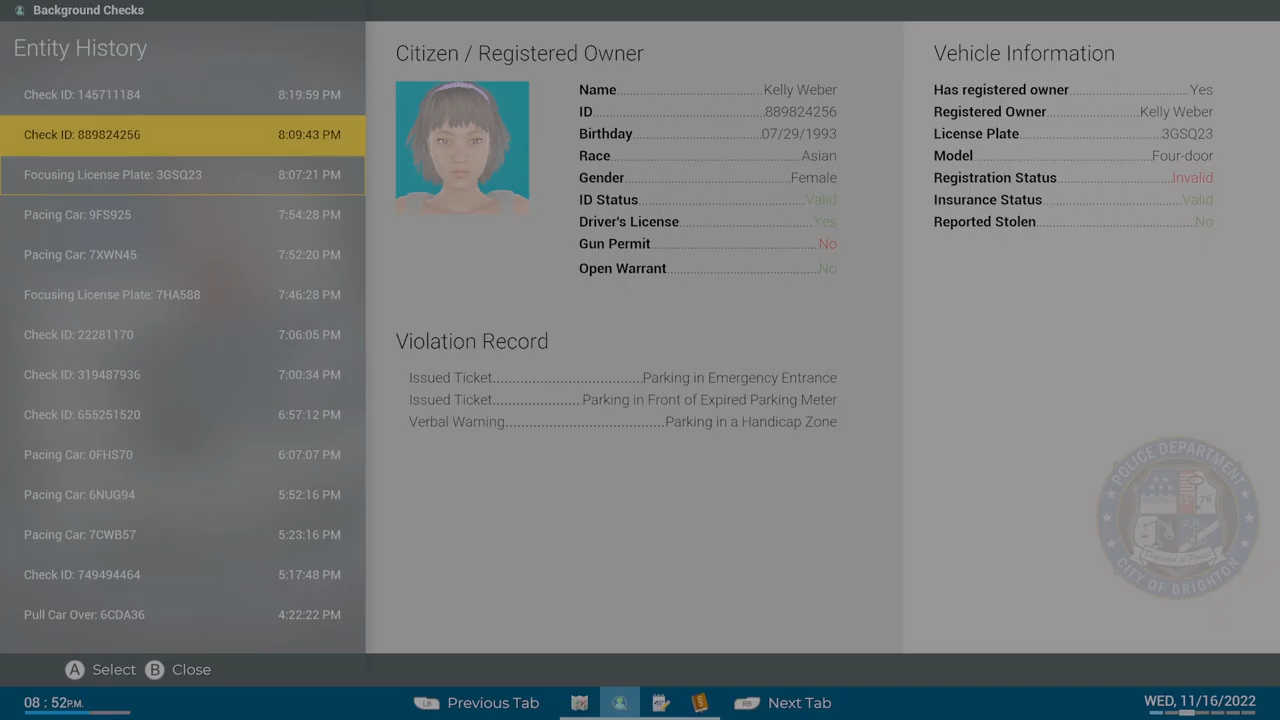 Background Checks
Entity History
Check ID: 145711184 8:19:59 PM
Check ID: 889824256 8:09:43 PM
Focusing License Plate: 3GSQ23 8:07:21 PM
Pacing Car: 9FS925 7:54:28 PM
Pacing Car: 7XWN45 7:52:20 PM
Focusing License Plate: 7HA588 7:46:28 PM
Check ID: 22281170 7:06:05 PM
Check ID: 319487936 7:00:34 PM
Check ID: 655251520 6:57:12 PM
Pacing Car: 0FHS70 6:07:07 PM
Pacing Car: 6NUG94 5:52:16 PM
Pacing Car: 7CWB57 5:23:16 PM
Check ID: 749494464 5:17:48 PM
Pull Car Over: 6CDA36 4:22:22 PM
Citizen / Registered Owner
Name Kelly Weber
ID 889824256
Birthday 07/29/1993
Race Asian
Gender Female
ID Status Valid
Driver's License Yes
Gun Permit No
Open Warrant No
Violation Record
Issued Ticket Parking in Emergency Entrance
Issued Ticket Parking in Front of Expired Parking Meter
Verbal Warning Parking in a Handicap Zone
Vehicle Information
Has registered owner Yes
Registered Owner Kelly Weber
License Plate 3GSQ23
Model Four-door
Registration Status Invalid
Insurance Status Valid
Reported Stolen No
POLICE DEPARTMENT
76
CITY OF BRIGHTON
A Select B Close
08 : 52 P.M.
LB Previous Tab
RB Next Tab
WED, 11/16/2022